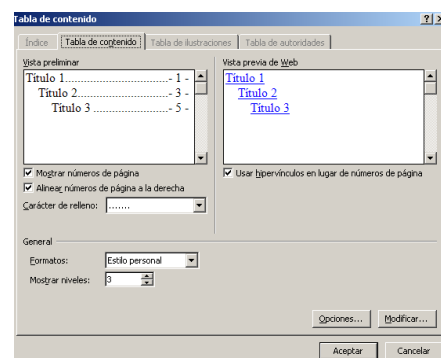 Tabla de contenido
Índice Tabla de contenido Tabla de ilustraciones Tabla de autoridades
Vista preliminar Vista previa de Web
Título 1........................- 1 - Título 1
Título 2.....................- 3 - Título 2
Título 3 ..................- 5 - Título 3
Mostrar números de página Usar hipervínculos en lugar de números de página
Alinear números de página a la derecha
Carácter de relleno: .......
General
Formatos: Estilo personal
Mostrar niveles: 3
Opciones... Modificar...
Aceptar Cancelar